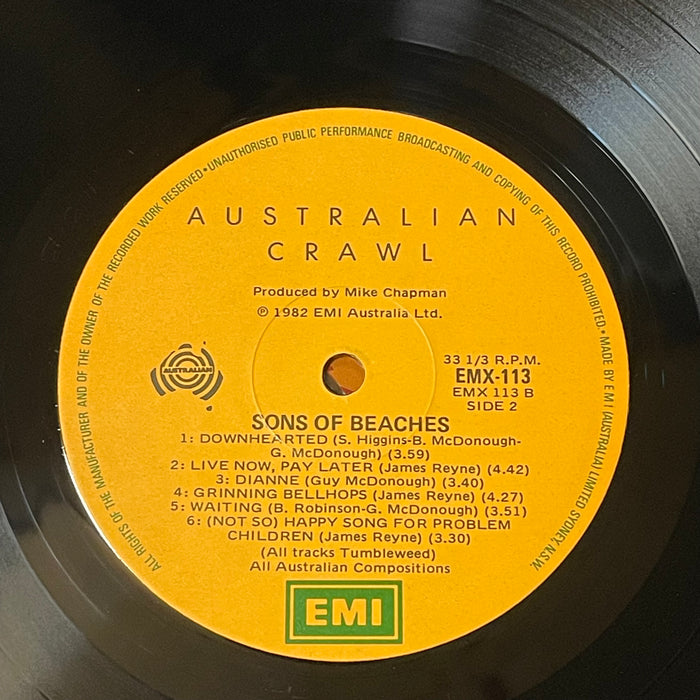 ALL RIGHTS OF THE MANUFACTURER AND OF THE OWNER OF THE RECORDED WORK RESERVED•UNAUTHORISED PUBLIC PERFORMANCE BROADCASTING AND COPYING OF THIS RECORD PROHIBITED•MADE BY E M I (AUSTRALIA) LIMITED SYDNEY, N.S.W.
AUSTRALIAN
CRAWL
Produced by Mike Chapman
℗ 1982 EMI Australia Ltd.
AUSTRALIAN
33 1/3 R.P.M.
EMX-113
EMX 113 B
SIDE 2
SONS OF BEACHES
1: DOWNHEARTED (S. Higgins-B. McDonough-
G. McDonough) (3.59)
2: LIVE NOW, PAY LATER (James Reyne) (4.42)
3: DIANNE (Guy McDonough) (3.40)
4: GRINNING BELLHOPS (James Reyne) (4.27)
5: WAITING (B. Robinson-G. McDonough) (3.51)
6: (NOT SO) HAPPY SONG FOR PROBLEM
CHILDREN (James Reyne) (3.30)
(All tracks Tumbleweed)
All Australian Compositions
EMI